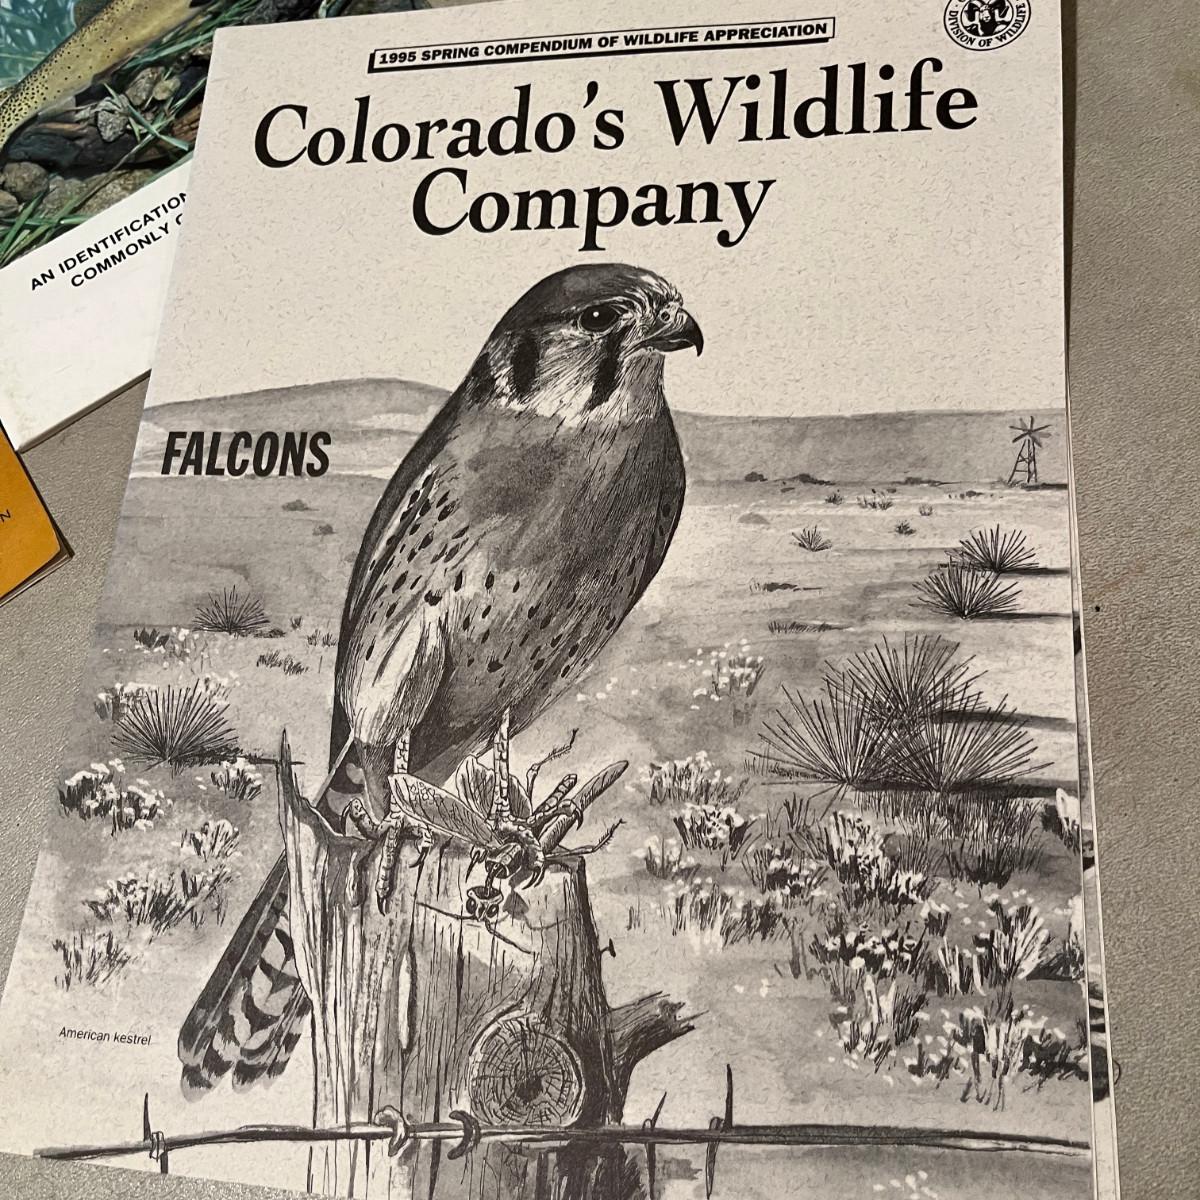 1995 SPRING COMPENDIUM OF WILDLIFE APPRECIATION
DIVISION OF WILDLIFE
Colorado's Wildlife
Company
AN IDENTIFICATION
COMMONLY
FALCONS
American kestrel